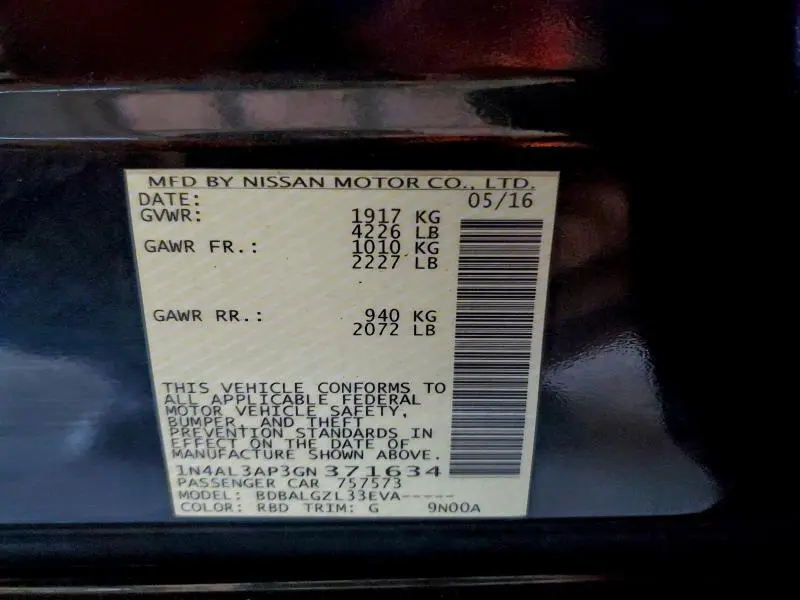 MFD BY NISSAN MOTOR CO., LTD.
DATE: 05/16
GVWR: 1917 KG
4226 LB
GAWR FR.: 1010 KG
2227 LB
GAWR RR.: 940 KG
2072 LB
THIS VEHICLE CONFORMS TO
ALL APPLICABLE FEDERAL
MOTOR VEHICLE SAFETY,
BUMPER, AND THEFT
PREVENTION STANDARDS IN
EFFECT ON THE DATE OF
MANUFACTURE SHOWN ABOVE.
1N4AL3AP3GN371634
PASSENGER CAR 757573
MODEL: BDBALGZL33EVA-----
COLOR: RBD TRIM: G 9N00A